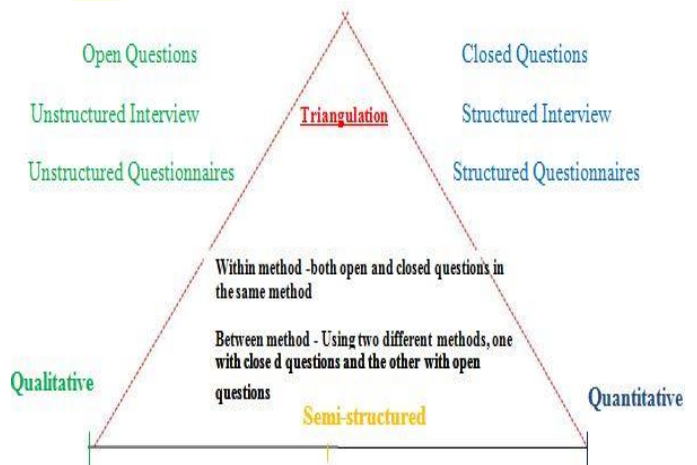 Open Questions
Closed Questions
Unstructured Interview
Triangulation
Structured Interview
Unstructured Questionnaires
Structured Questionnaires
Within method -both open and closed questions in
the same method
Between method - Using two different methods, one
with close d questions and the other with open
questions
Qualitative
Quantitative
Semi-structured